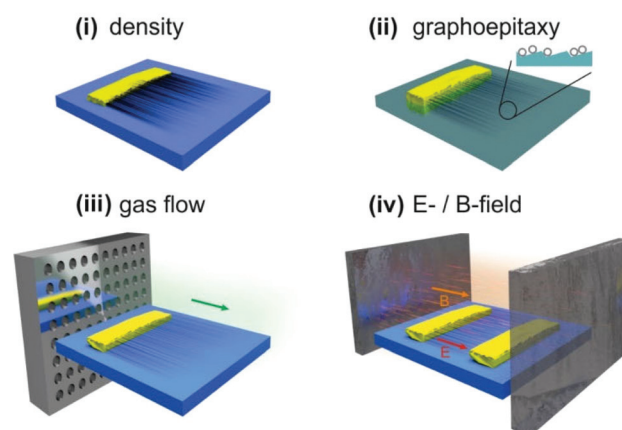 (i) density
(ii) graphoepitaxy
(iii) gas flow
(iv) E- / B-field
B
E